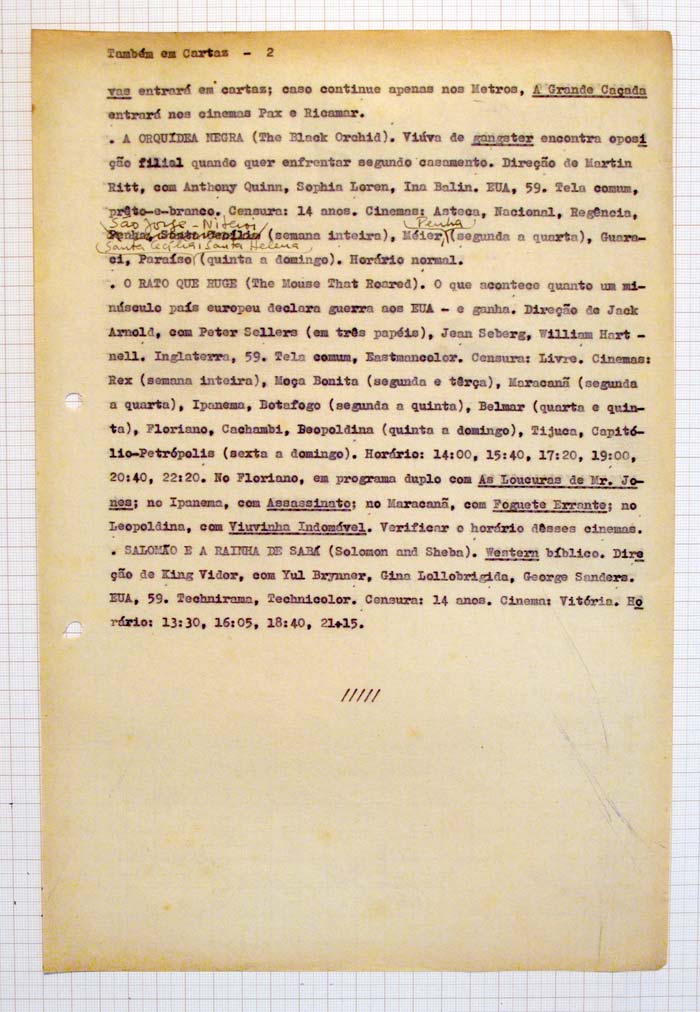 Também em Cartaz - 2
vas entrará em cartaz; caso continue apenas nos Metros, A Grande Caçada
entrará nos cinemas Pax e Ricamar.
. A ORQUÍDEA NEGRA (The Black Orchid). Viúva de gangster encontra oposi
ção filial quando quer enfrentar segundo casamento. Direção de Martin
Ritt, com Anthony Quinn, Sophia Loren, Ina Balin. EUA, 59. Tela comum,
prêto-e-branco. Censura: 14 anos. Cinemas: Asteca, Nacional, Regência,
São Jorge - Niterói Penha
Penha, Santa Cecília (semana inteira), Méier, (segunda a quarta), Guara-
Santa Cecília, Santa Helena
ci, Paraíso (quinta a domingo). Horário normal.
. O RATO QUE RUGE (The Mouse That Roared). O que acontece quanto um mi-
núsculo país europeu declara guerra aos EUA - e ganha. Direção de Jack
Arnold, com Peter Sellers (em três papéis), Jean Seberg, William Hart -
nell. Inglaterra, 59. Tela comum, Eastmancolor. Censura: Livre. Cinemas:
Rex (semana inteira), Moça Bonita (segunda e têrça), Maracanã (segunda
a quarta), Ipanema, Botafogo (segunda a quinta), Belmar (quarta e quin-
ta), Floriano, Cachambi, Beopoldina (quinta a domingo), Tijuca, Capitó-
lio-Petrópolis (sexta a domingo). Horário: 14:00, 15:40, 17:20, 19:00,
20:40, 22:20. No Floriano, em programa duplo com As Loucuras de Mr. Jo-
nes; no Ipanema, com Assassinato; no Maracanã, com Foguete Errante; no
Leopoldina, com Viuvinha Indomável. Verificar o horário dêsses cinemas.
. SALOMÃO E A RAINHA DE SABÁ (Solomon and Sheba). Western bíblico. Dire
ção de King Vidor, com Yul Brynner, Gina Lollobrigida, George Sanders.
EUA, 59. Technirama, Technicolor. Censura: 14 anos. Cinema: Vitória. Ho
rário: 13:30, 16:05, 18:40, 21+15.
/////